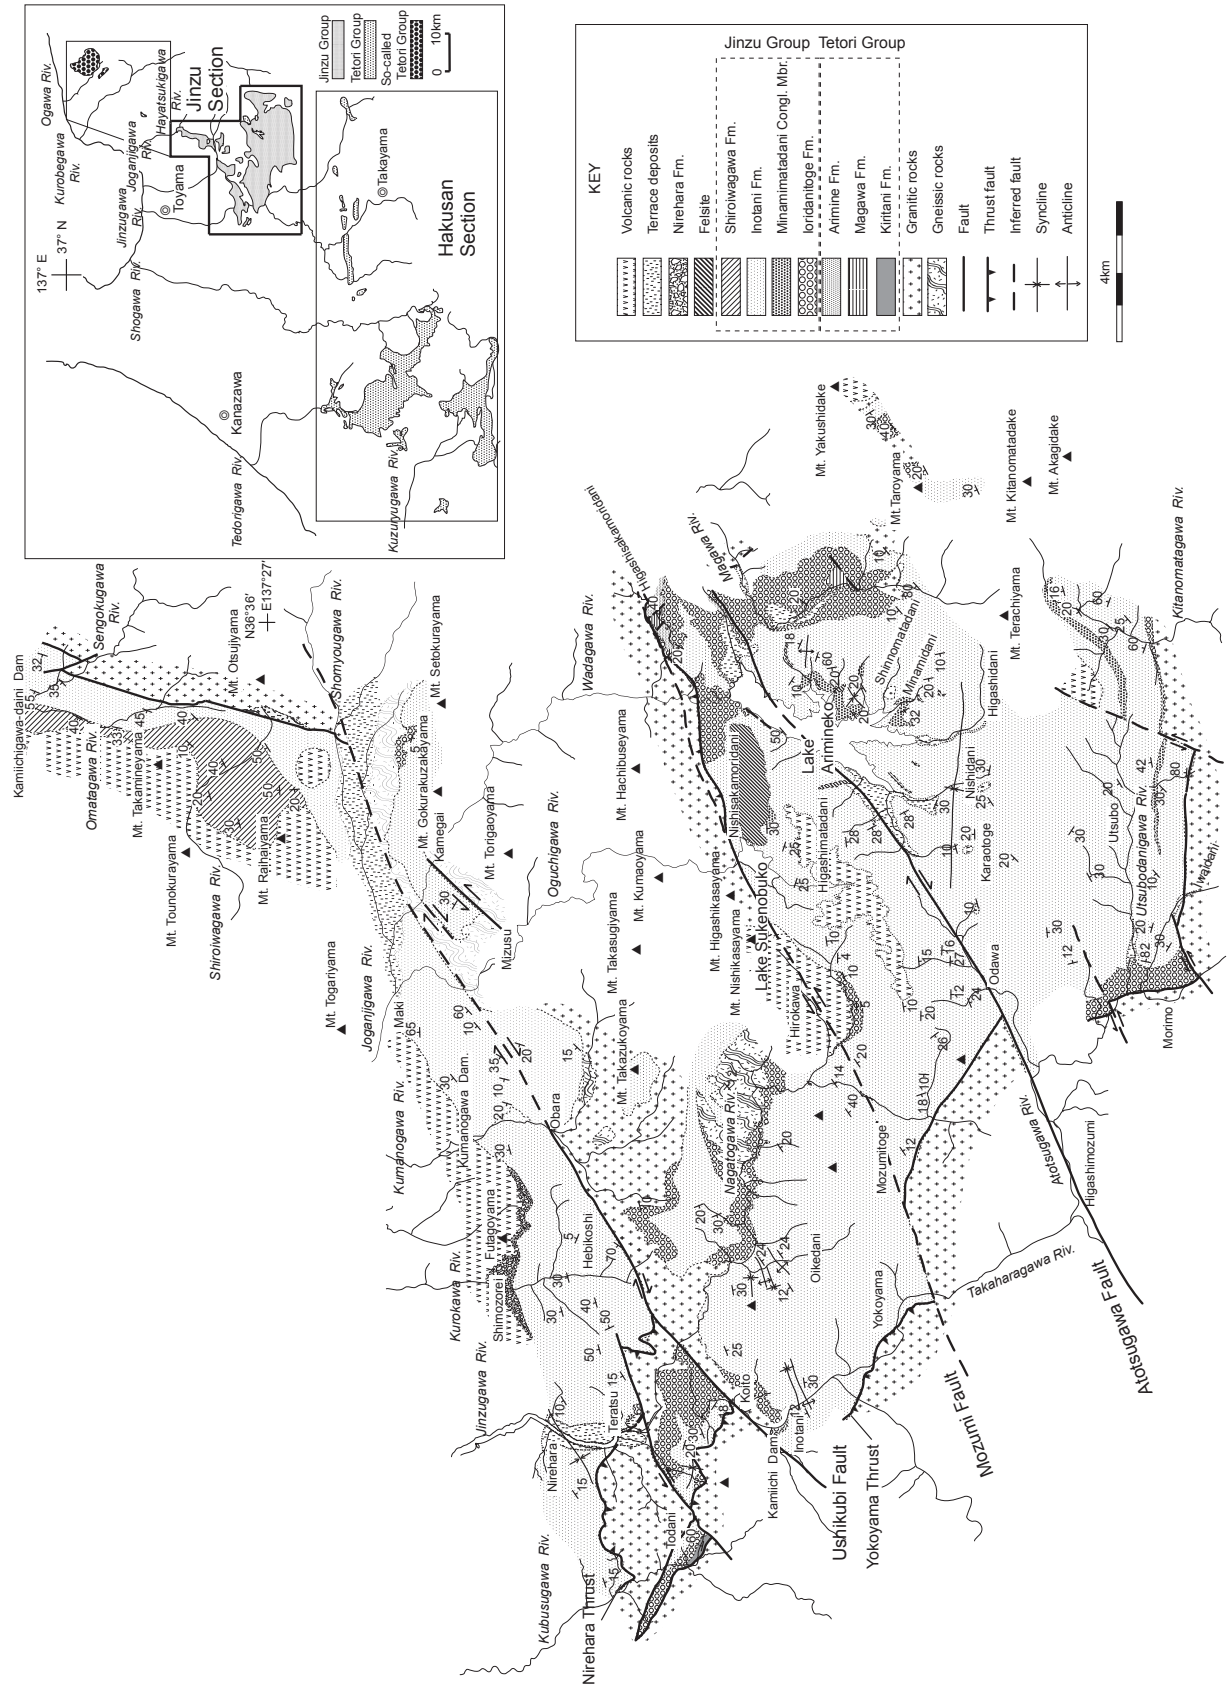 137° E
37° N
Ogawa Riv.
Kurobegawa
Riv.
Hayatsukigawa
Riv.
Joganjigawa
Riv.
Jinzugawa
Riv.
Shogawa Riv.
Tedorigawa Riv.
Kuzuryugawa Riv.
Toyama
Kanazawa
Takayama
Jinzu
Section
Hakusan
Section
Jinzu Group
Tetori Group
So-called
Tetori Group
0
10km
KEY
Jinzu Group
Tetori Group
Volcanic rocks
Terrace deposits
Nirehara Fm.
Felsite
Shiroiwagawa Fm.
Inotani Fm.
Minamimatadani Congl. Mbr.
Ioridanitoge Fm.
Arimine Fm.
Magawa Fm.
Kiritani Fm.
Granitic rocks
Gneissic rocks
Fault
Thrust fault
Inferred fault
Syncline
Anticline
4km
N36°36'
E137°27'
Kamiichigawa-dani Dam
Sengokugawa
Riv.
Omatagawa Riv.
Mt. Otsujiyama
Mt. Takamineyama
Mt. Tounokurayama
Mt. Rahaiyama
Shiroiwagawa Riv.
Shomyougawa Riv.
Mt. Setokurayama
Mt. Gokurakuzakayama
Kamegai
Mt. Torigaoyama
Mt. Togariyama
Joganjigawa Riv.
Maki
Mizusu
Oguchigawa Riv.
Wadagawa Riv.
Mt. Hachibuseyama
Mt. Kumaoyama
Mt. Takasugiyama
Mt. Takazukoyama
Mt. Higashikasayama
Mt. Nishikasayama
Lake Sukenobuko
Hirokawa
Higashimatadani
Nishisakamoridani
Higashisakamoridani
Magawa Riv.
Lake
Arimineko
Shinnomatadani
Minamidani
Higashidani
Nishidani
Karaotoge
Mt. Yakushidake
Mt. Taroyama
Mt. Kitanomatadake
Mt. Akagidake
Mt. Terachiyama
Kitanomatagawa Riv.
Utsubo
Utsubodanigawa Riv.
Iwaidani
Morimo
Odawa
Atotsugawa Riv.
Higashimozumi
Atotsugawa Fault
Takaharagawa Riv.
Mozumitoge
Mozumi Fault
Yokoyama
Yokoyama Thrust
Ushikubi Fault
Kamiichi Dam
Inotani
Koito
Oikedani
Nagatogawa Riv.
Obara
Hebikoshi
Kumanogawa Riv.
Kumanogawa Dam.
Kurokawa Riv.
Futagoyama
Shimozorei
Jinzugawa Riv.
Teratsu
Nirehara
Todani
Kubusugawa Riv.
Nirehara Thrust